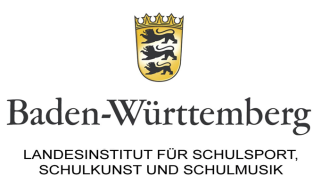 Baden-Württemberg
LANDESINSTITUT FÜR SCHULSPORT,
SCHULKUNST UND SCHULMUSIK